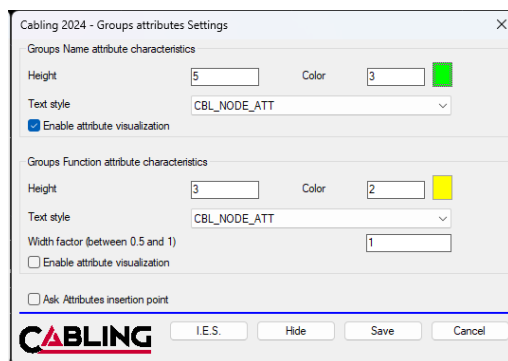 Cabling 2024 - Groups attributes Settings
Groups Name attribute characteristics
Height 5 Color 3
Text style CBL_NODE_ATT
Enable attribute visualization
Groups Function attribute characteristics
Height 3 Color 2
Text style CBL_NODE_ATT
Width factor (between 0.5 and 1) 1
Enable attribute visualization
Ask Attributes insertion point
CABLING I.E.S. Hide Save Cancel